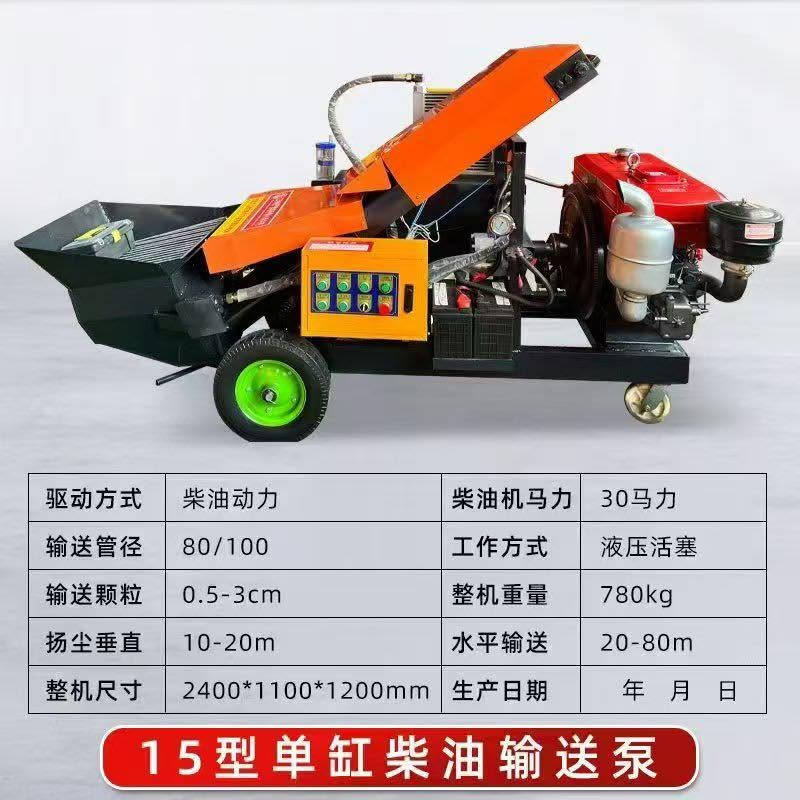 驱动方式 柴油动力 柴油机马力 30马力
输送管径 80/100 工作方式 液压活塞
输送颗粒 0.5-3cm 整机重量 780kg
扬尘垂直 10-20m 水平输送 20-80m
整机尺寸 2400*1100*1200mm 生产日期 年 月 日
15型单缸柴油输送泵